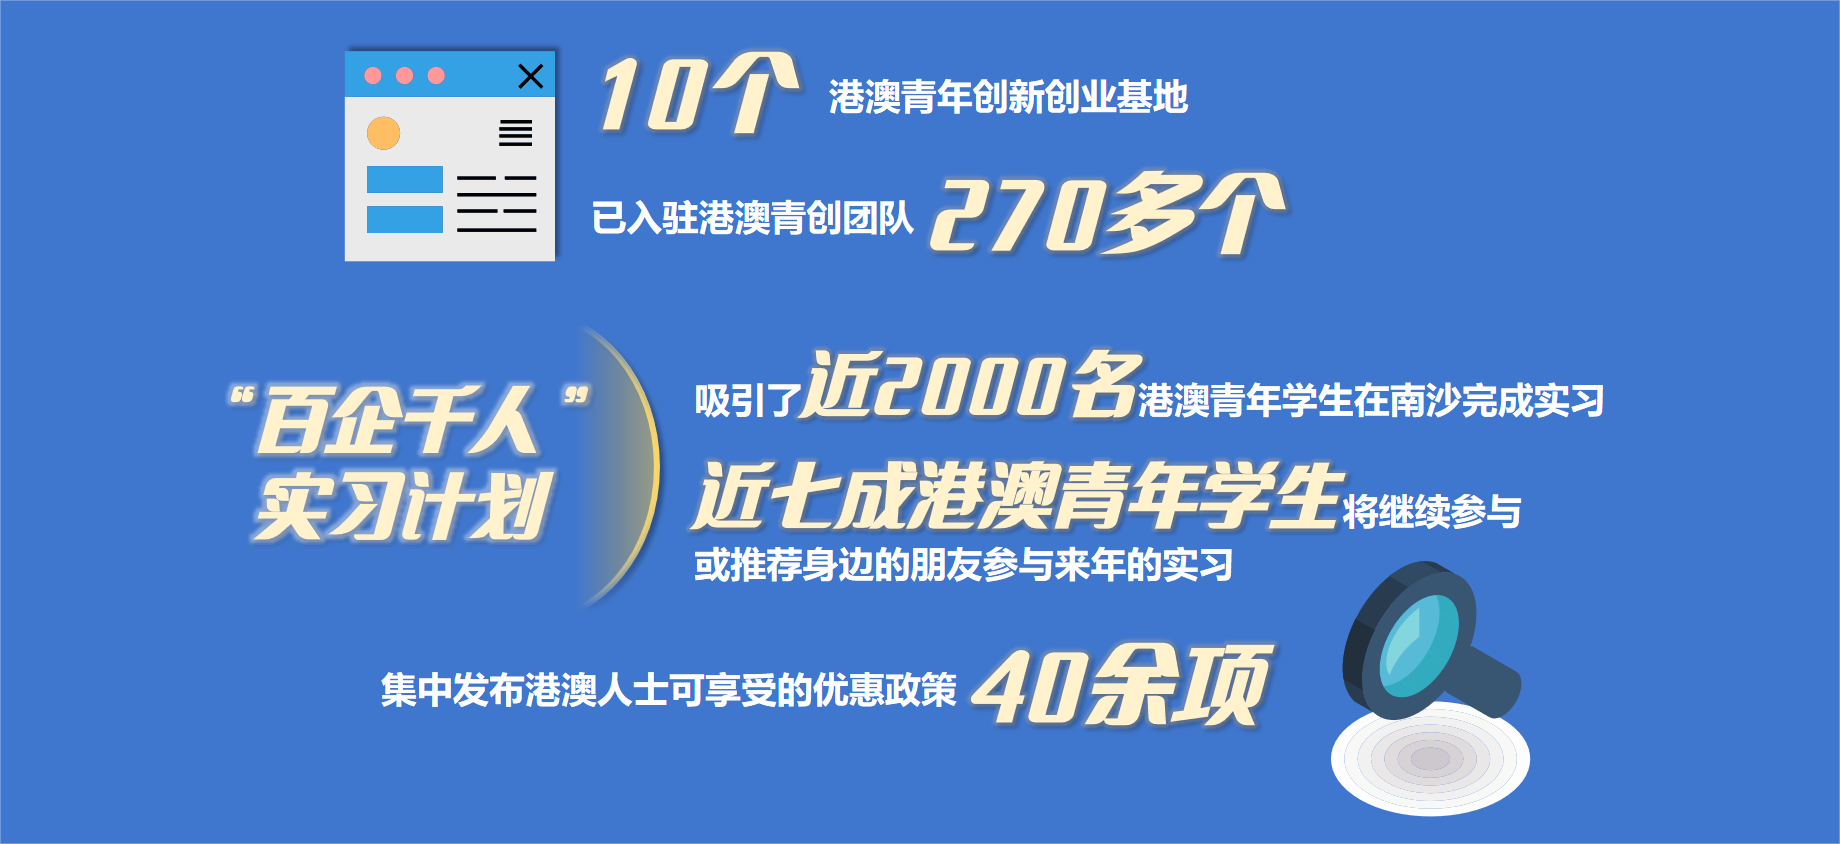 10个 港澳青年创新创业基地
已入驻港澳青创团队 270多个
“百企千人”
实习计划
吸引了近2000名港澳青年学生在南沙完成实习
近七成港澳青年学生将继续参与
或推荐身边的朋友参与来年的实习
集中发布港澳人士可享受的优惠政策 40余项